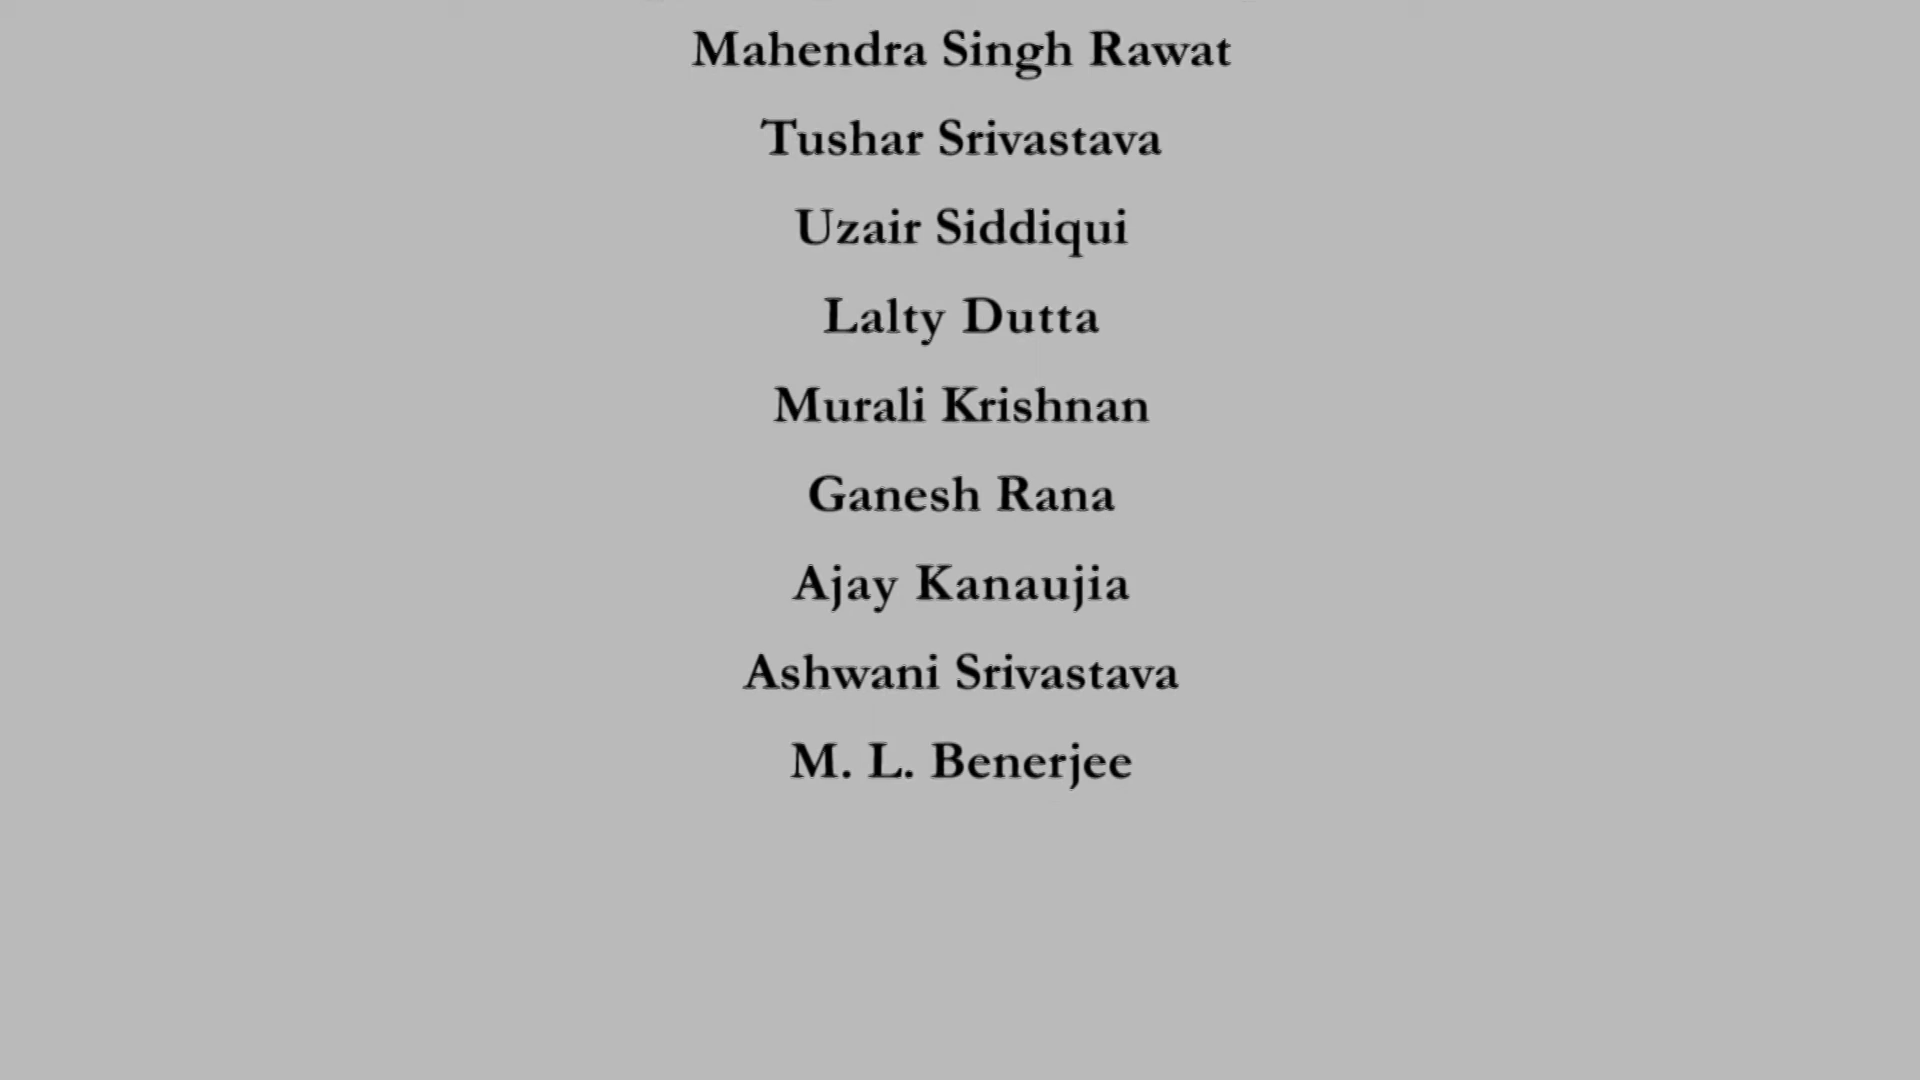 Mahendra Singh Rawat
Tushar Srivastava
Uzair Siddiqui
Lalty Dutta
Murali Krishnan
Ganesh Rana
Ajay Kanaujia
Ashwani Srivastava
M. L. Benerjee